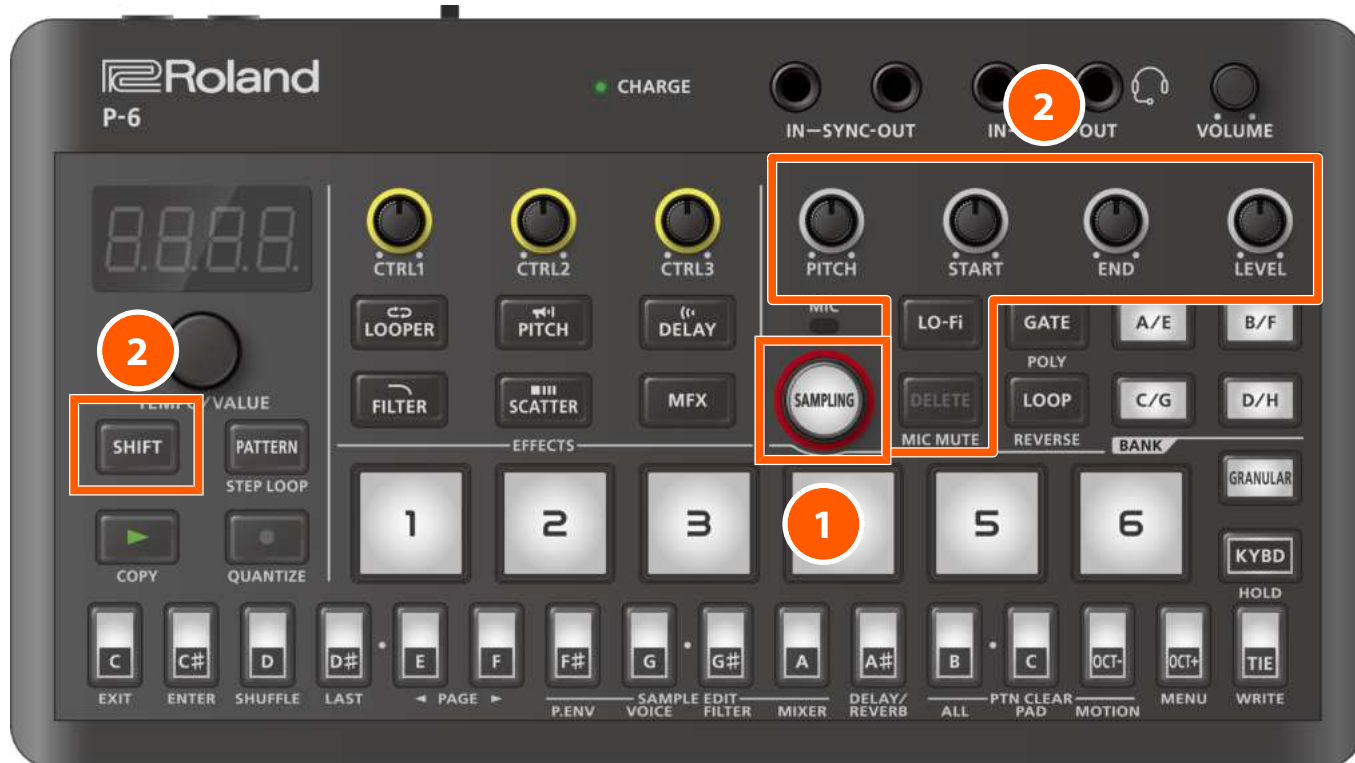 Roland
P-6
CHARGE
IN—SYNC-OUT
IN-
OUT
VOLUME
2
8.8.8.8.
CTRL1
CTRL2
CTRL3
PITCH
START
END
LEVEL
LOOPER
PITCH
DELAY
MIC
LO-Fi
GATE
A/E
B/F
POLY
2
TEMPO/VALUE
FILTER
SCATTER
MFX
SAMPLING
DELETE
LOOP
C/G
D/H
SHIFT
PATTERN
EFFECTS
MIC MUTE
REVERSE
BANK
STEP LOOP
1
2
3
1
5
6
GRANULAR
KYBD
COPY
QUANTIZE
HOLD
C
C#
D
D#
E
F
F#
G
G#
A
A#
B
C
OCT-
OCT+
TIE
EXIT
ENTER
SHUFFLE
LAST
◄ PAGE ►
SAMPLE EDIT
P.ENV
VOICE
FILTER
MIXER
DELAY/
REVERB
PTN CLEAR
ALL
PAD
MOTION
MENU
WRITE